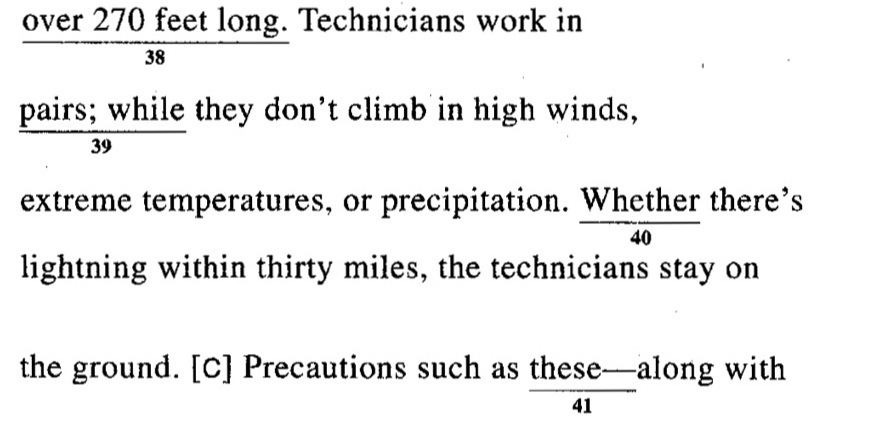 over 270 feet long. Technicians work in
38
pairs; while they don't climb in high winds,
39
extreme temperatures, or precipitation. Whether there's
40
lightning within thirty miles, the technicians stay on
the ground. [C] Precautions such as these—along with
41